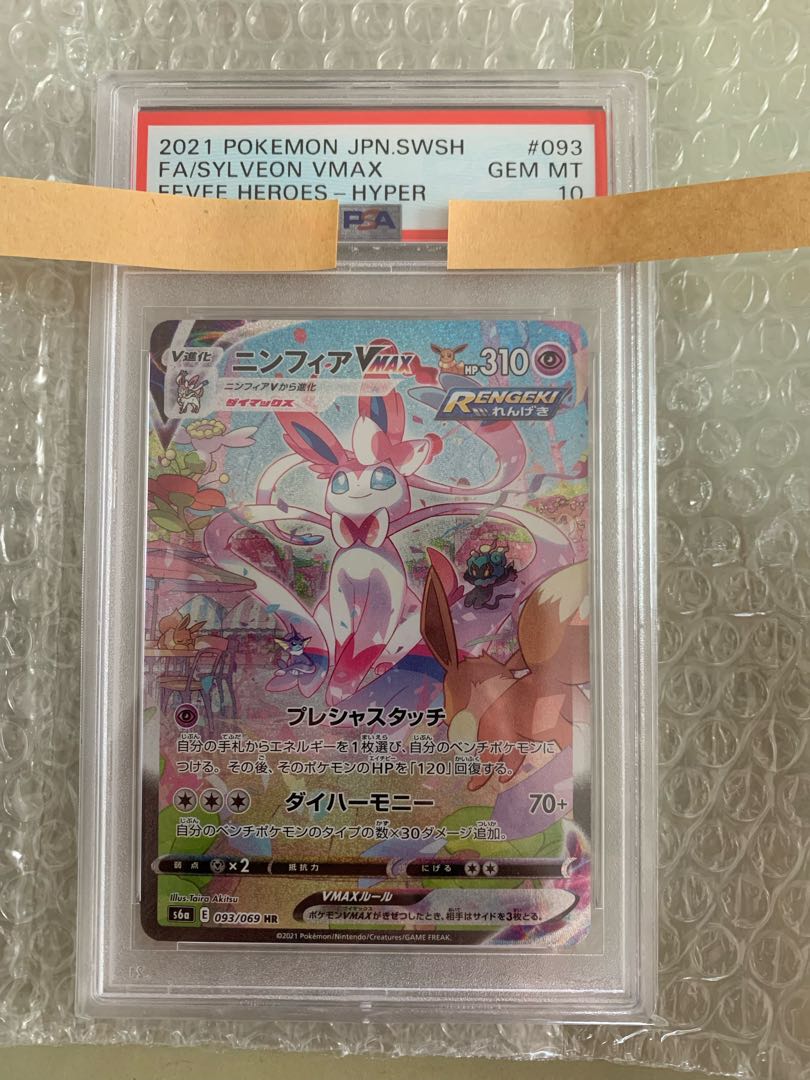 2021 POKEMON JPN.SWSH #093
FA/SYLVEON VMAX GEM MT
EEVEE HEROES-HYPER 10
PSA
V進化
ニンフィアVMAX HP310
ニンフィアVから進化
ダイマックス
RENGEKI
れんげき
プレシャスタッチ
自分の手札からエネルギーを1枚選び、自分のベンチポケモンに
つける。その後、そのポケモンのHPを「120」回復する。
ダイハーモニー 70+
自分のベンチポケモンのタイプの数×30ダメージ追加。
弱点 ×2 抵抗力 にげる
Illus.Taira Akitsu
VMAXルール
s6a E 093/069 HR
ポケモンVMAXがきぜつしたとき、相手はサイドを3枚とる。
©2021 Pokémon/Nintendo/Creatures/GAME FREAK.